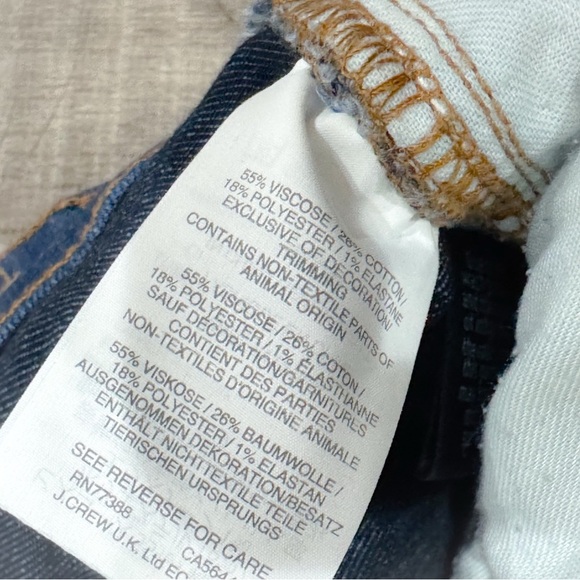 55% VISCOSE / 26% COTTON /
18% POLYESTER / 1% ELASTANE
EXCLUSIVE OF DECORATION/
TRIMMING
CONTAINS NON-TEXTILE PARTS OF
ANIMAL ORIGIN
55% VISCOSE / 26% COTON /
18% POLYESTER / 1% ELASTHANNE
SAUF DECORATION/GARNITURES
CONTIENT DES PARTIES
NON-TEXTILES D'ORIGINE ANIMALE
55% VISKOSE / 26% BAUMWOLLE /
18% POLYESTER / 1% ELASTAN
AUSGENOMMEN DEKORATION/BESATZ
ENTHÄLT NICHTTEXTILE TEILE
TIERISCHEN URSPRUNGS
SEE REVERSE FOR CARE
RN77388 CA564
J.CREW U.K. Ltd EC